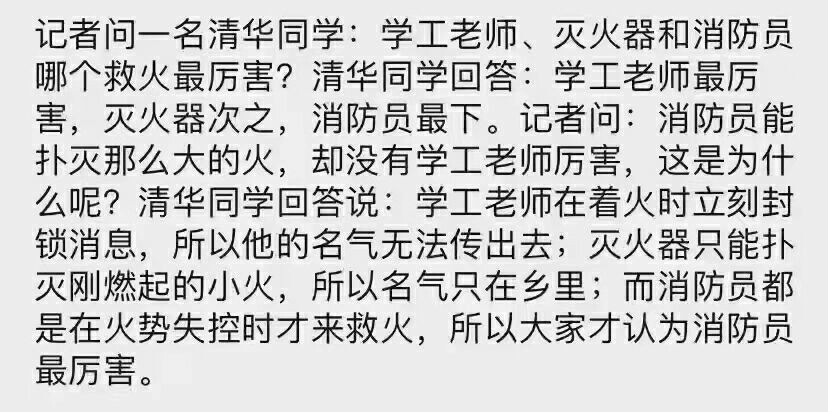 记者问一名清华同学：学工老师、灭火器和消防员
哪个救火最厉害？清华同学回答：学工老师最厉
害，灭火器次之，消防员最下。记者问：消防员能
扑灭那么大的火，却没有学工老师厉害，这是为什
么呢？清华同学回答说：学工老师在着火时立刻封
锁消息，所以他的名气无法传出去；灭火器只能扑
灭刚燃起的小火，所以名气只在乡里；而消防员都
是在火势失控时才来救火，所以大家才认为消防员
最厉害。